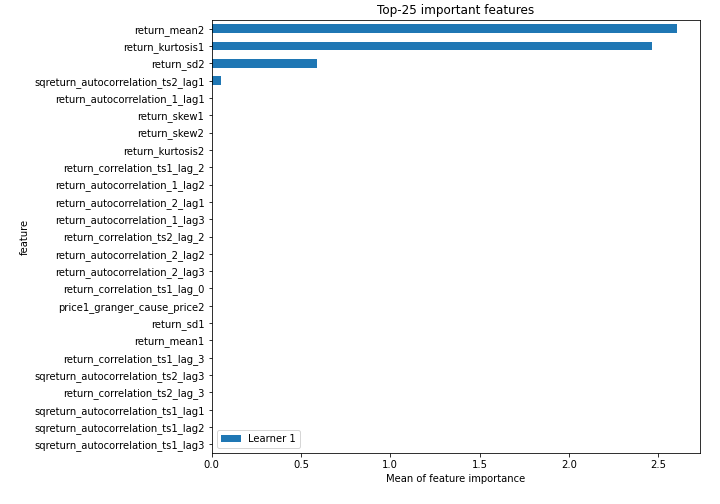 Top-25 important features
return_mean2
return_kurtosis1
return_sd2
sqreturn_autocorrelation_ts2_lag1
return_autocorrelation_1_lag1
return_skew1
return_skew2
return_kurtosis2
return_correlation_ts1_lag_2
return_autocorrelation_1_lag2
return_autocorrelation_2_lag1
return_autocorrelation_1_lag3
return_correlation_ts2_lag_2
return_autocorrelation_2_lag2
return_autocorrelation_2_lag3
return_correlation_ts1_lag_0
price1_granger_cause_price2
return_sd1
return_mean1
return_correlation_ts1_lag_3
sqreturn_autocorrelation_ts2_lag3
return_correlation_ts2_lag_3
sqreturn_autocorrelation_ts1_lag1
sqreturn_autocorrelation_ts1_lag2
sqreturn_autocorrelation_ts1_lag3
feature
Learner 1
0.0 0.5 1.0 1.5 2.0 2.5
Mean of feature importance